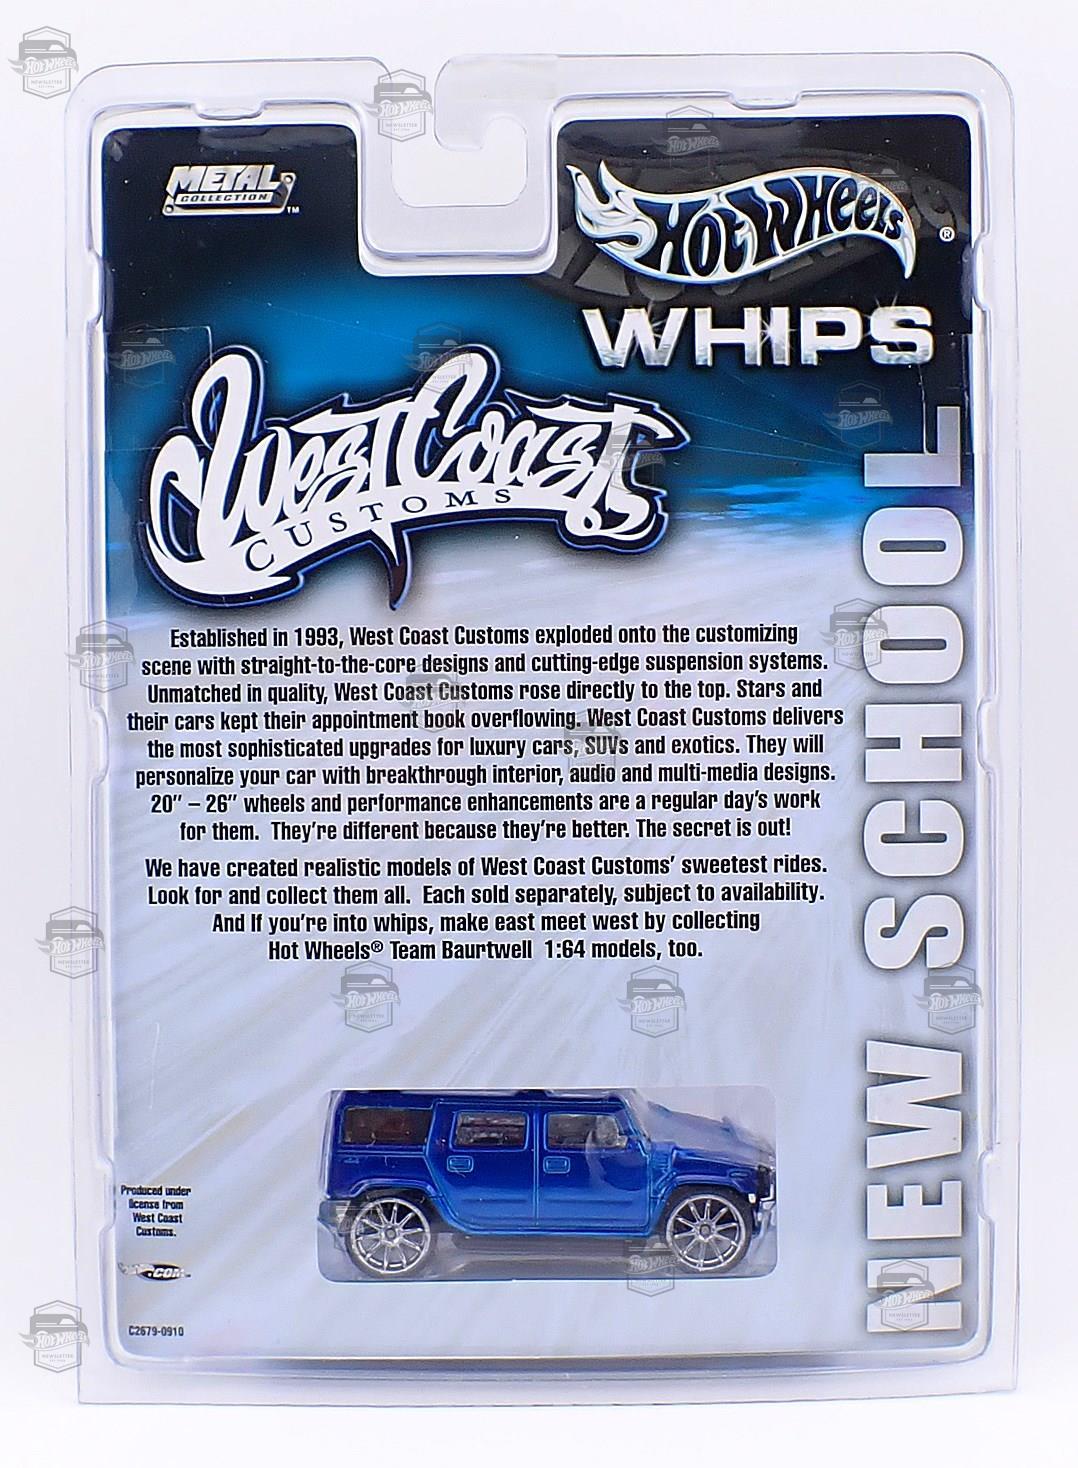 METAL
COLLECTION™
HOT WHEELS®
WHIPS
WEST COAST
CUSTOMS
NEW SCHOOL
Established in 1993, West Coast Customs exploded onto the customizing
scene with straight-to-the-core designs and cutting-edge suspension systems.
Unmatched in quality, West Coast Customs rose directly to the top. Stars and
their cars kept their appointment book overflowing. West Coast Customs delivers
the most sophisticated upgrades for luxury cars, SUVs and exotics. They will
personalize your car with breakthrough interior, audio and multi-media designs.
20″ – 26″ wheels and performance enhancements are a regular day's work
for them. They're different because they're better. The secret is out!
We have created realistic models of West Coast Customs' sweetest rides.
Look for and collect them all. Each sold separately, subject to availability.
And If you're into whips, make east meet west by collecting
Hot Wheels® Team Baurtwell 1:64 models, too.
Produced under
license from
West Coast
Customs.
.COM
C2679-0910
HOT WHEELS
NEWSLETTER